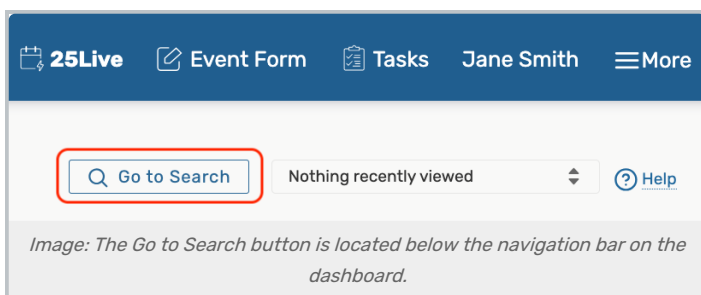 25Live Event Form Tasks Jane Smith More
Go to Search Nothing recently viewed Help
Image: The Go to Search button is located below the navigation bar on the
dashboard.